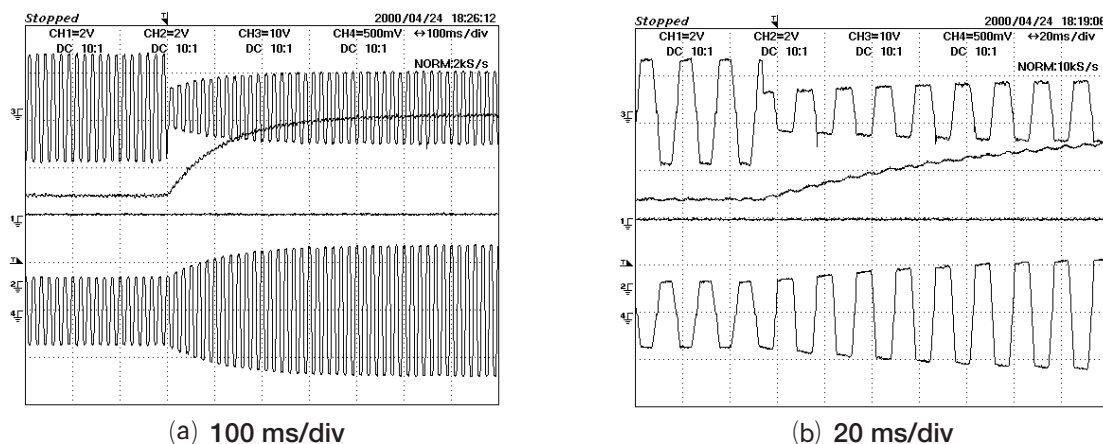 Stopped 2000/04/24 18:26:12
CH1=2V CH2=2V CH3=10V CH4=500mV ↔100ms/div
DC 10:1 DC 10:1 DC 10:1 DC 10:1
NORM:2kS/s
3
1
T
2
4
(a) 100 ms/div
Stopped 2000/04/24 18:19:06
CH1=2V CH2=2V CH3=10V CH4=500mV ↔20ms/div
DC 10:1 DC 10:1 DC 10:1 DC 10:1
NORM:10kS/s
3
1
T
2
4
(b) 20 ms/div